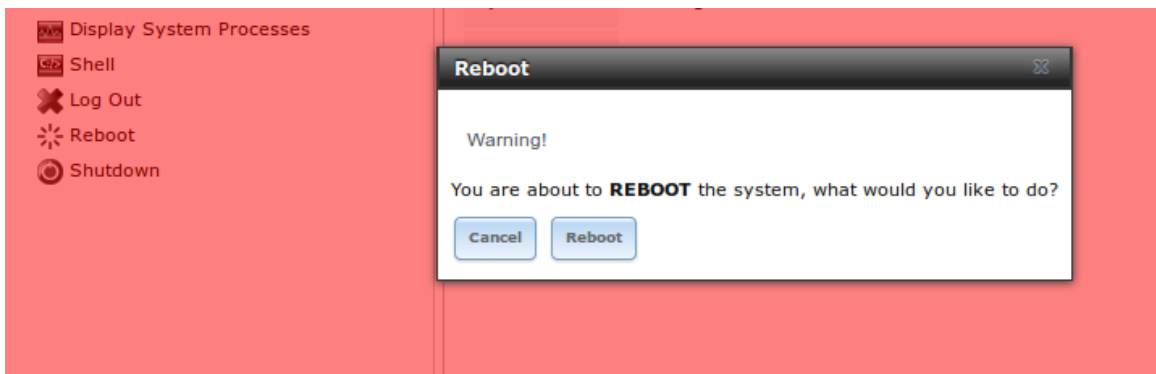 Display System Processes
Shell
Log Out
Reboot
Shutdown
Reboot
Warning!
You are about to REBOOT the system, what would you like to do?
Cancel Reboot